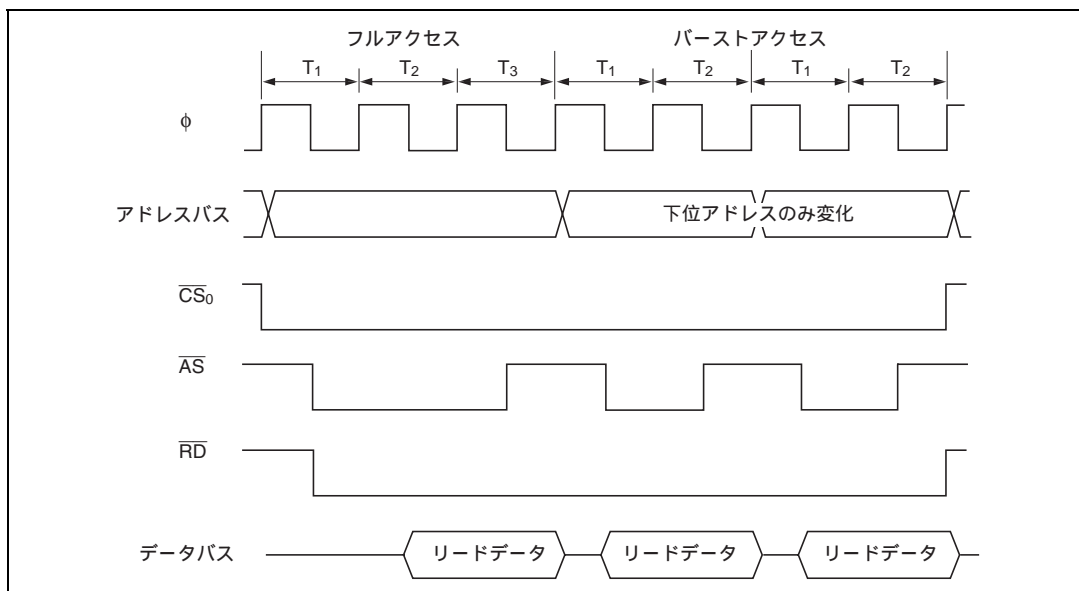 フルアクセス バーストアクセス
T1 T2 T3 T1 T2 T1 T2
φ
アドレスバス 下位アドレスのみ変化
CS0
AS
RD
データバス リードデータ リードデータ リードデータ